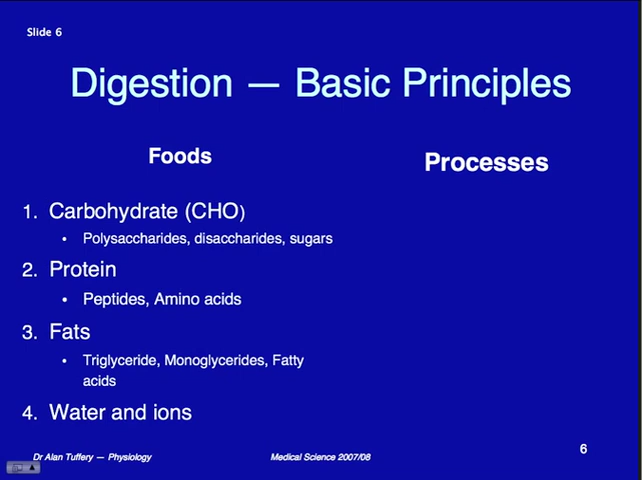 Slide 6
Digestion — Basic Principles
Foods
Processes
1. Carbohydrate (CHO)
• Polysaccharides, disaccharides, sugars
2. Protein
• Peptides, Amino acids
3. Fats
• Triglyceride, Monoglycerides, Fatty
acids
4. Water and ions
Dr Alan Tuffery — Physiology
Medical Science 2007/08
6